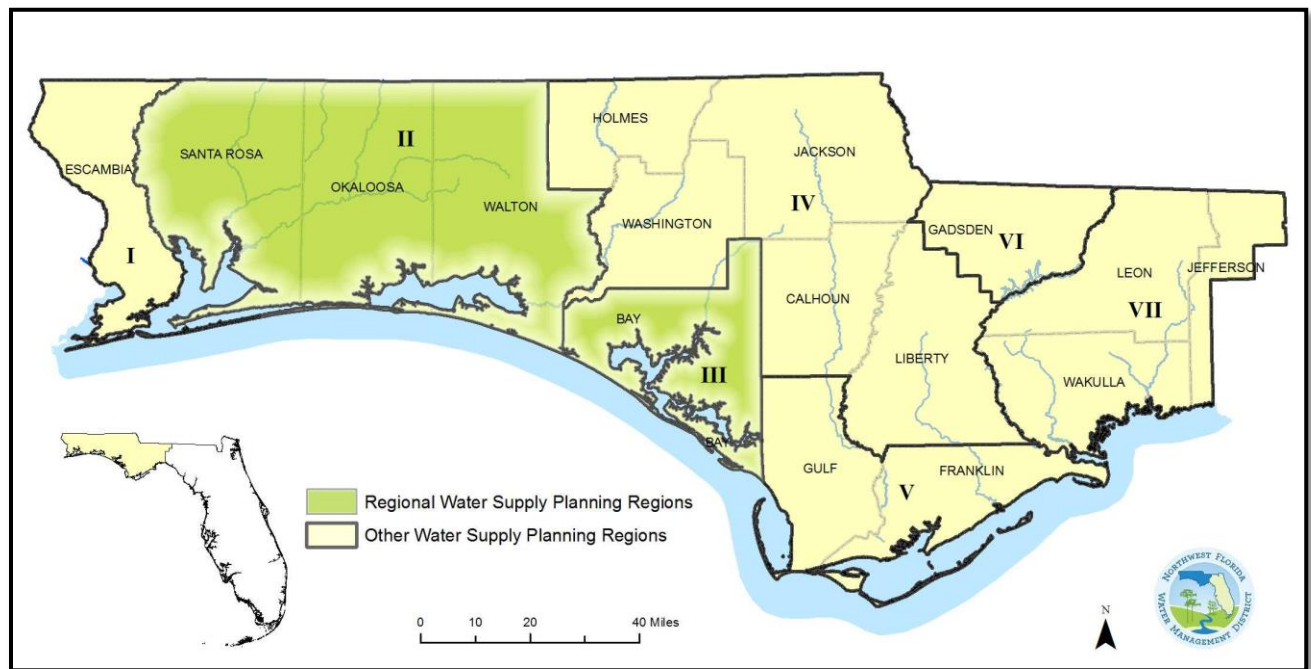 HOLMES
II
SANTA ROSA
JACKSON
ESCAMBIA
OKALOOSA
WALTON
IV
WASHINGTON
GADSDEN
VI
I
LEON
JEFFERSON
CALHOUN
VII
BAY
LIBERTY
III
WAKULLA
BAY
GULF
FRANKLIN
V
Regional Water Supply Planning Regions
Other Water Supply Planning Regions
0 10 20 40 Miles
N
NORTHWEST FLORIDA
WATER MANAGEMENT DISTRICT